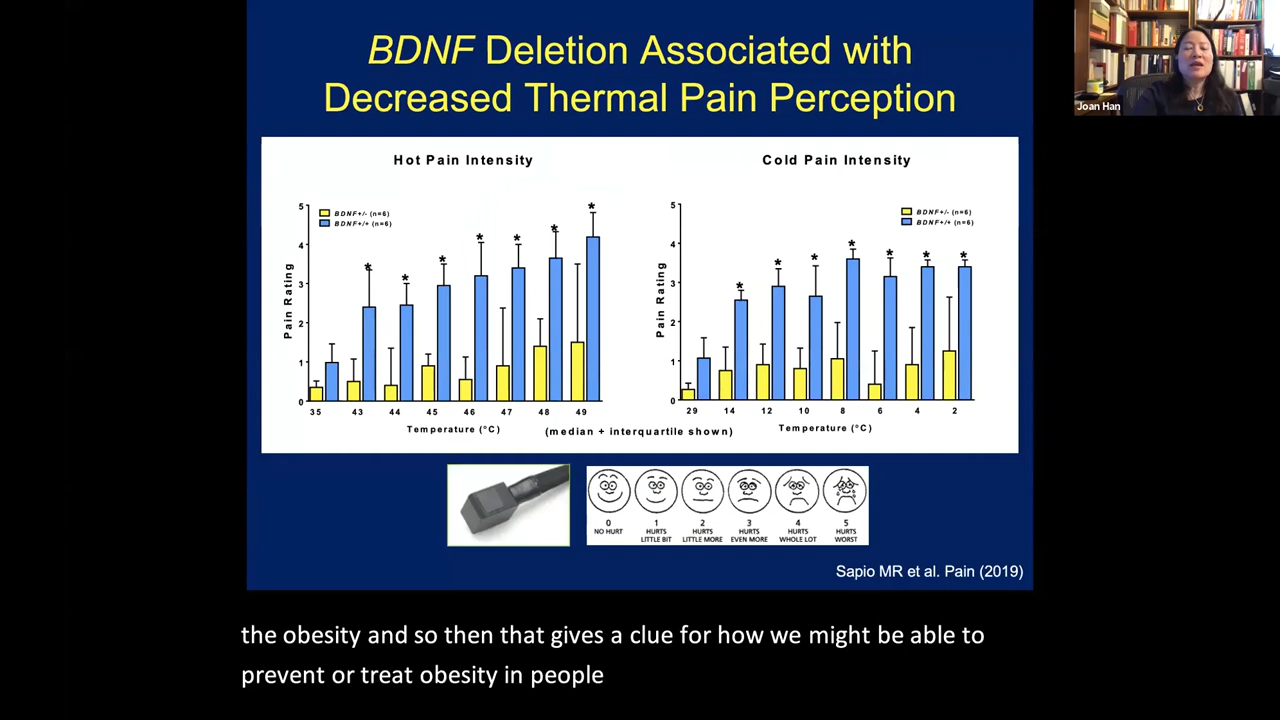 BDNF Deletion Associated with
Decreased Thermal Pain Perception
Joan Han
Hot Pain Intensity
BDNF+/- (n=6)
BDNF+/+ (n=6)
Pain Rating
5
4
3
2
1
0
* * * * * * *
35 43 44 45 46 47 48 49
Temperature (°C)
Cold Pain Intensity
BDNF+/- (n=6)
BDNF+/+ (n=6)
Pain Rating
5
4
3
2
1
0
* * * * * * *
29 14 12 10 8 6 4 2
Temperature (°C)
(median + interquartile shown)
0 1 2 3 4 5
NO HURT HURTS HURTS HURTS HURTS HURTS
LITTLE BIT LITTLE MORE EVEN MORE WHOLE LOT WORST
Sapio MR et al. Pain (2019)
the obesity and so then that gives a clue for how we might be able to
prevent or treat obesity in people